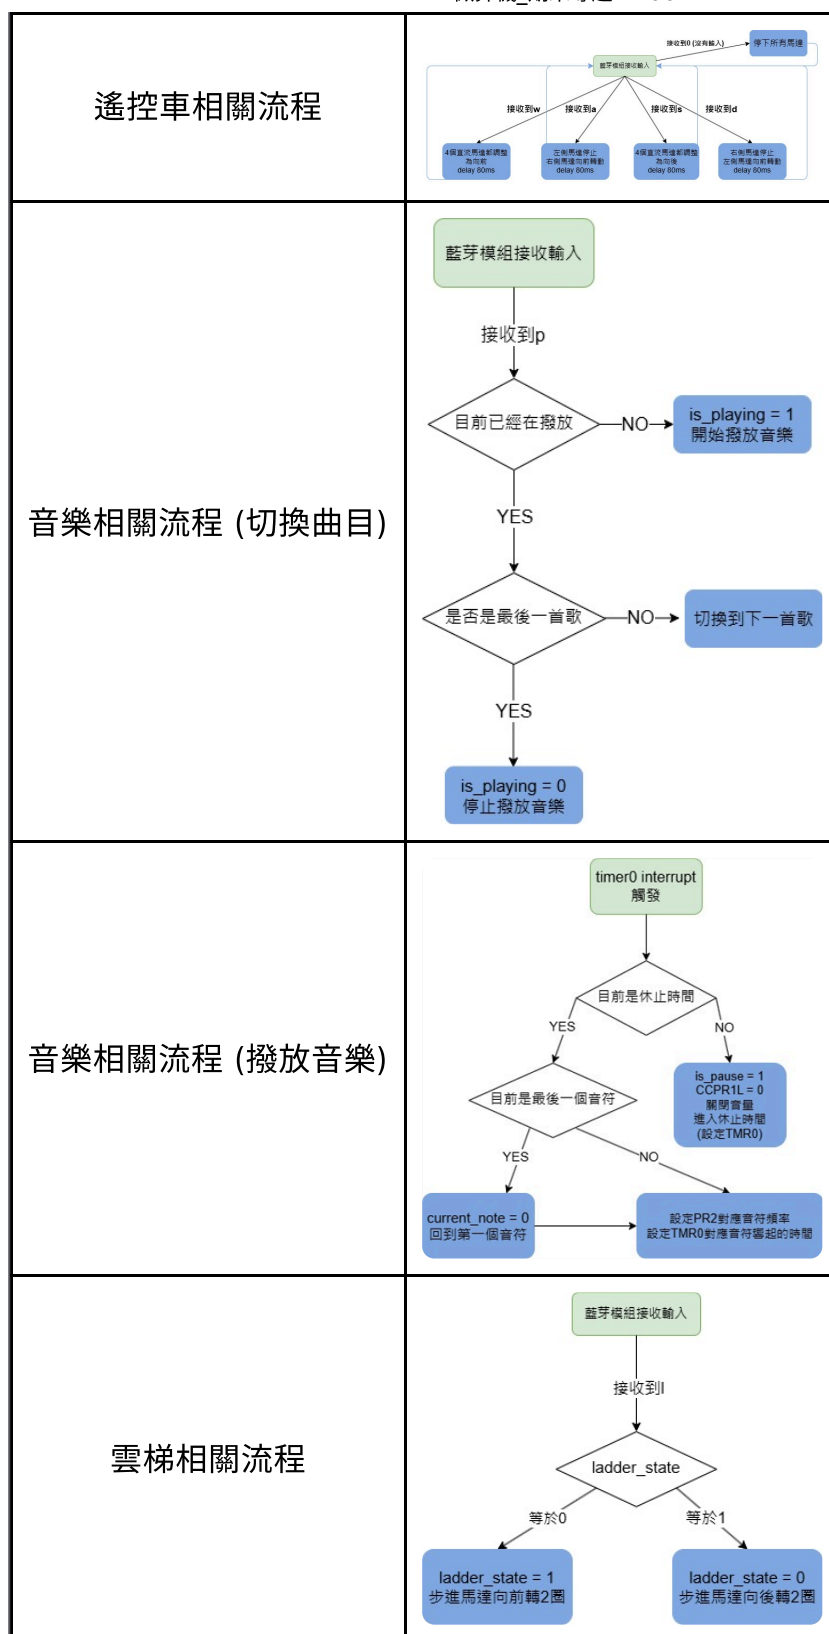 遙控車相關流程
接收到0 (沒有輸入)
停下所有馬達
藍芽模組接收輸入
接收到w
接收到a
接收到s
接收到d
4個直流馬達都調整
為向前
delay 80ms
左側馬達停止
右側馬達向前轉動
delay 80ms
4個直流馬達都調整
為向後
delay 80ms
右側馬達停止
左側馬達向前轉動
delay 80ms
音樂相關流程 (切換曲目)
藍芽模組接收輸入
接收到p
目前已經在撥放
NO
is_playing = 1
開始撥放音樂
YES
是否是最後一首歌
NO
切換到下一首歌
YES
is_playing = 0
停止撥放音樂
音樂相關流程 (撥放音樂)
timer0 interrupt
觸發
目前是休止時間
YES
NO
is_pause = 1
CCPR1L = 0
關閉音量
進入休止時間
(設定TMR0)
目前是最後一個音符
YES
NO
current_note = 0
回到第一個音符
設定PR2對應音符頻率
設定TMR0對應音符響起的時間
雲梯相關流程
藍芽模組接收輸入
接收到l
ladder_state
等於0
等於1
ladder_state = 1
步進馬達向前轉2圈
ladder_state = 0
步進馬達向後轉2圈